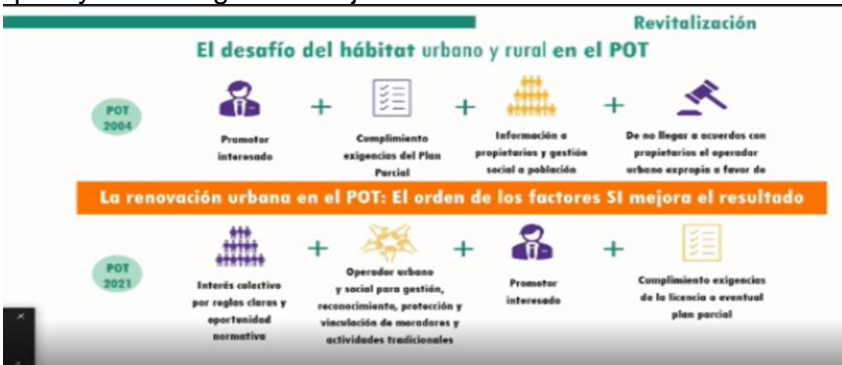 Revitalización
El desafío del hábitat urbano y rural en el POT
POT
2004
Promotor
interesado
+
Cumplimiento
exigencias del Plan
Parcial
+
Información a
propietarios y gestión
social a población
+
De no llegar a acuerdos con
propietarios el operador
urbano expropia a favor de
La renovación urbana en el POT: El orden de los factores SI mejora el resultado
POT
2021
Interés colectivo
por reglas claras y
oportunidad
normativa
+
Operador urbano
y social para gestión,
reconocimiento, protección y
vinculación de moradores y
actividades tradicionales
+
Promotor
interesado
+
Cumplimiento exigencias
de la licencia o eventual
plan parcial